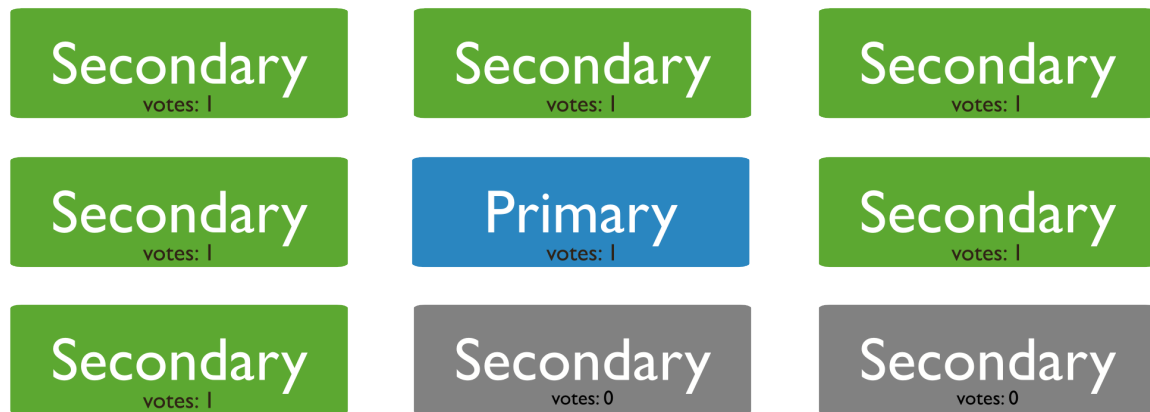 Secondary Secondary Secondary
votes: 1 votes: 1 votes: 1
Secondary Primary Secondary
votes: 1 votes: 1 votes: 1
Secondary Secondary Secondary
votes: 1 votes: 0 votes: 0